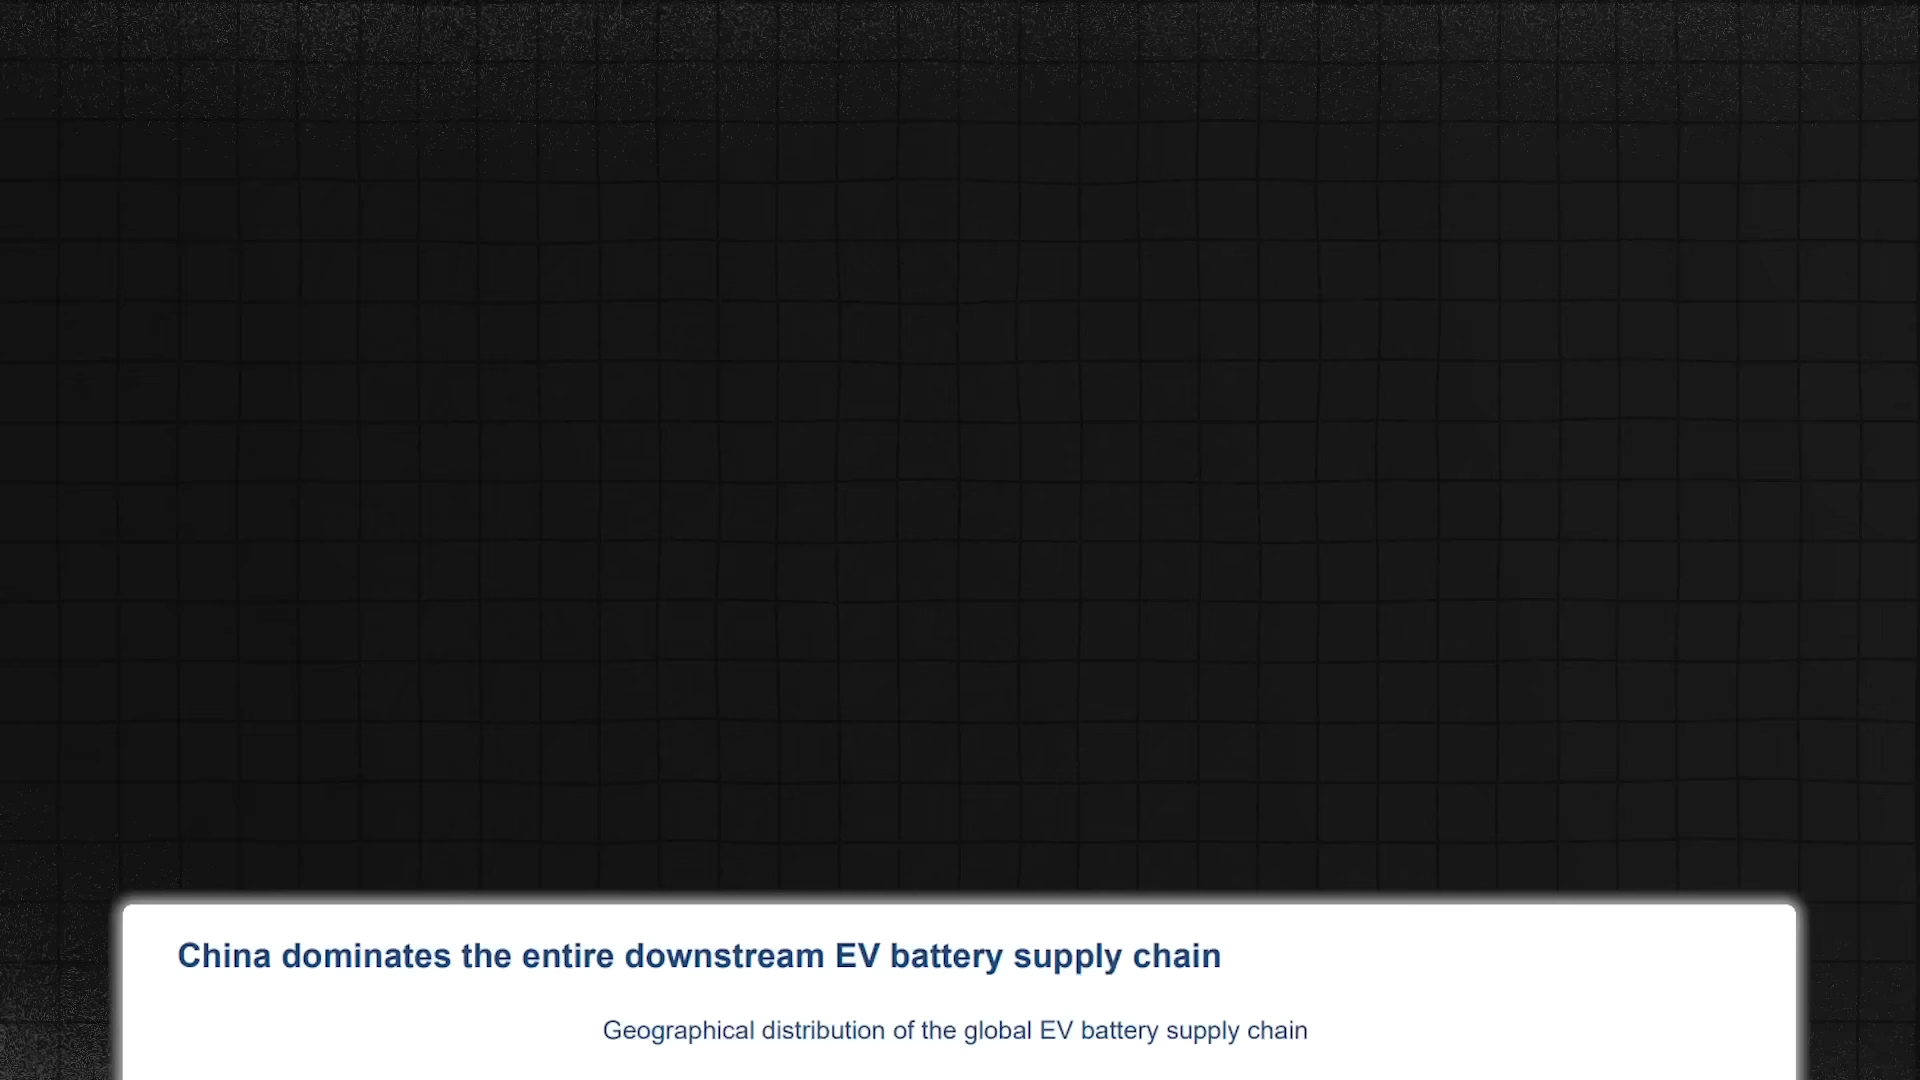 China dominates the entire downstream EV battery supply chain
Geographical distribution of the global EV battery supply chain